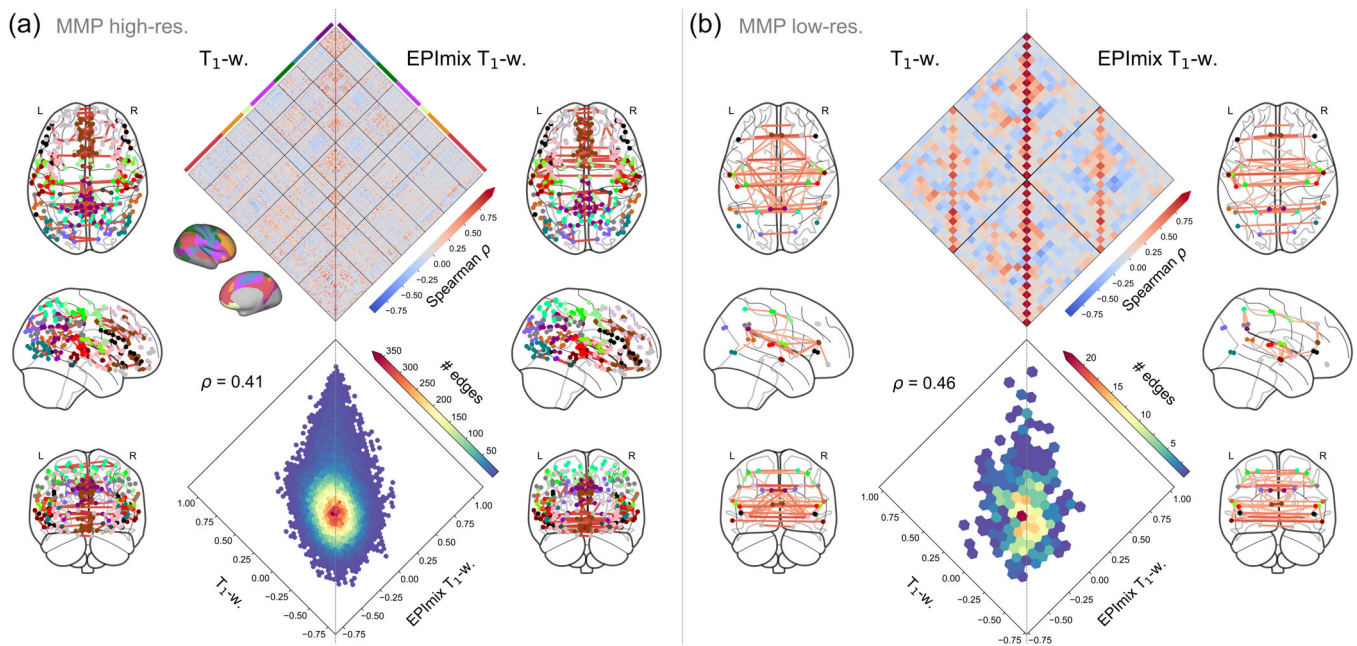 (a) MMP high-res.
T1-w.
EPImix T1-w.
L R
L R
0.75
0.50
0.25
0.00
−0.25
−0.50
−0.75
Spearman ρ
ρ = 0.41
350
300
250
200
150
100
50
# edges
L R
L R
1.00
0.75
0.50
0.25
0.00
−0.25
−0.50
−0.75
T1-w.
1.00
0.75
0.50
0.25
0.00
−0.25
−0.50
−0.75
EPImix T1-w.
(b) MMP low-res.
T1-w.
EPImix T1-w.
L R
L R
0.75
0.50
0.25
0.00
−0.25
−0.50
−0.75
Spearman ρ
ρ = 0.46
20
15
10
5
# edges
L R
L R
1.00
0.75
0.50
0.25
0.00
−0.25
−0.50
−0.75
T1-w.
1.00
0.75
0.50
0.25
0.00
−0.25
−0.50
−0.75
EPImix T1-w.